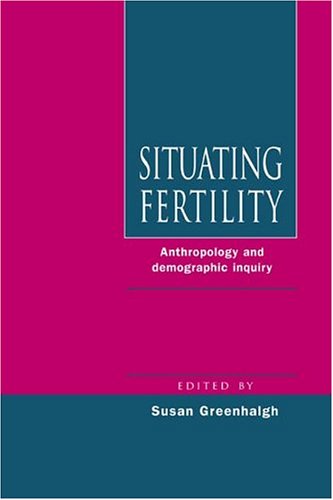 SITUATING
FERTILITY
Anthropology and
demographic inquiry
EDITED BY
Susan Greenhalgh